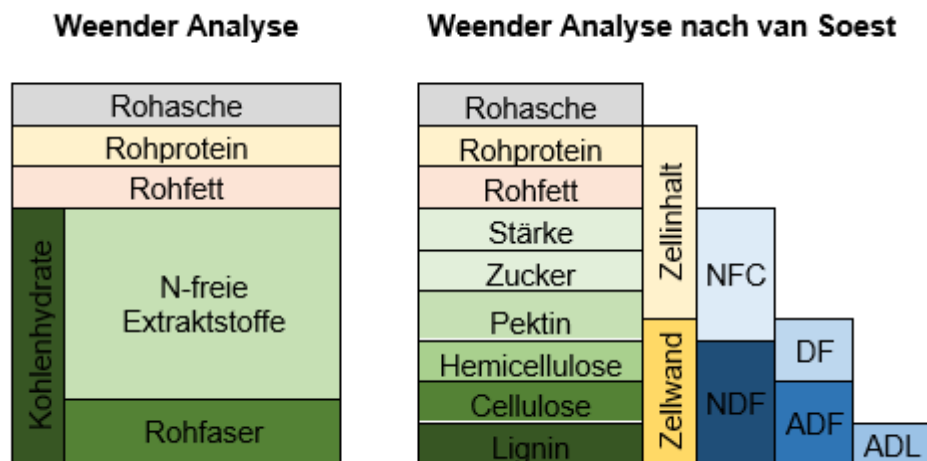 Weender Analyse
Rohasche
Rohprotein
Rohfett
Kohlenhydrate
N-freie
Extraktstoffe
Rohfaser
Weender Analyse nach van Soest
Rohasche
Rohprotein
Rohfett
Stärke
Zucker
Pektin
Hemicellulose
Cellulose
Lignin
Zellinhalt
Zellwand
NFC
NDF
DF
ADF
ADL